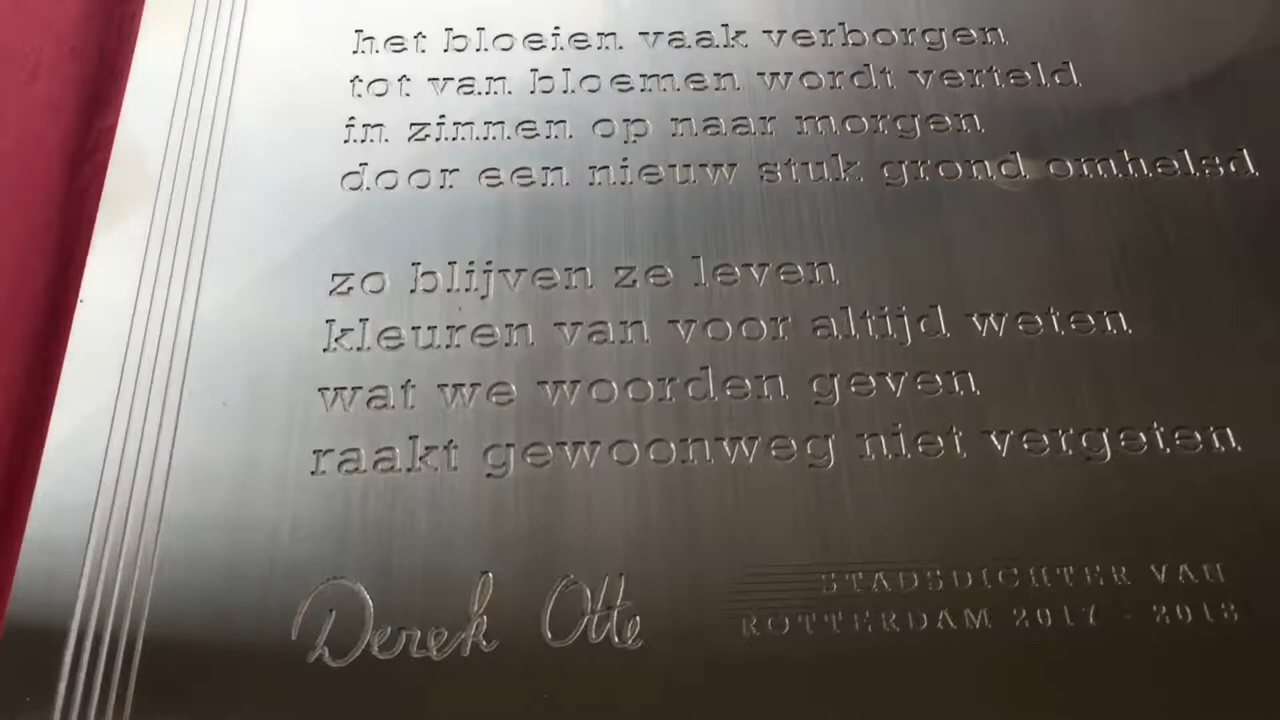 het bloeien vaak verborgen
tot van bloemen wordt verteld
in zinnen op naar morgen
door een nieuw stuk grond omhelsd
zo blijven ze leven
kleuren van voor altijd weten
wat we woorden geven
raakt gewoonweg niet vergeten
Derek Otte
STADSDICHTER VAN
ROTTERDAM 2017 - 2018